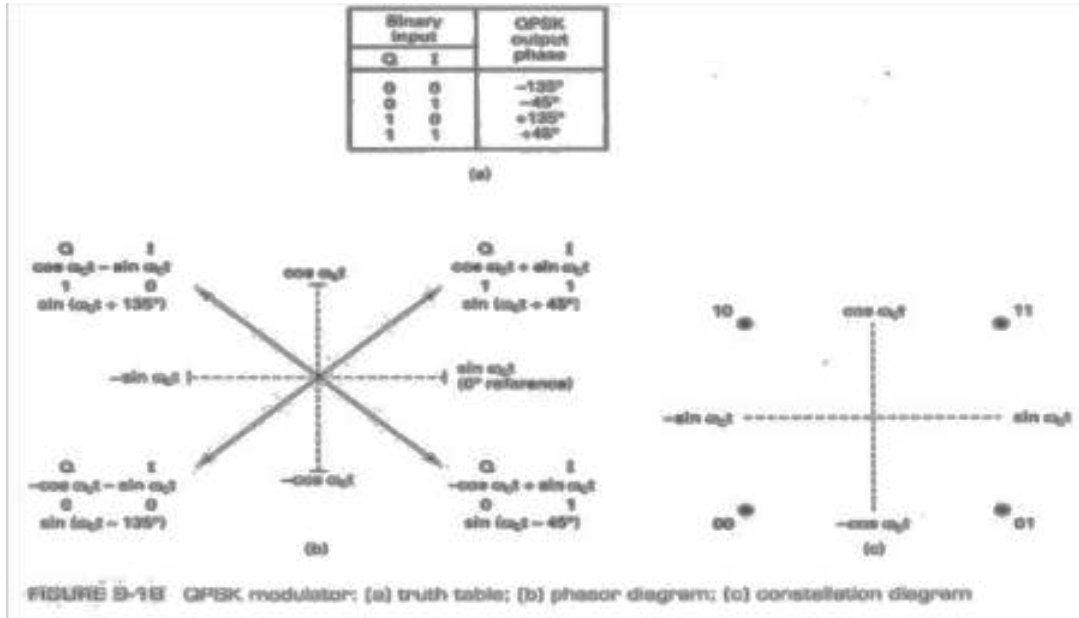 Binary input
QPSK output phase
Q I
0 0 −135°
0 1 −45°
1 0 +135°
1 1 +45°
(a)
Q I
cos ωct − sin ωct
1 0
sin (ωct + 135°)
cos ωct
Q I
cos ωct + sin ωct
1 1
sin (ωct + 45°)
−sin ωct
sin ωct
(0° reference)
Q I
−cos ωct − sin ωct
0 0
sin (ωct − 135°)
−cos ωct
Q I
−cos ωct + sin ωct
0 1
sin (ωct − 45°)
(b)
10
cos ωct
11
−sin ωct
sin ωct
00
−cos ωct
01
(c)
FIGURE 9-18 QPSK modulator: (a) truth table; (b) phasor diagram; (c) constellation diagram